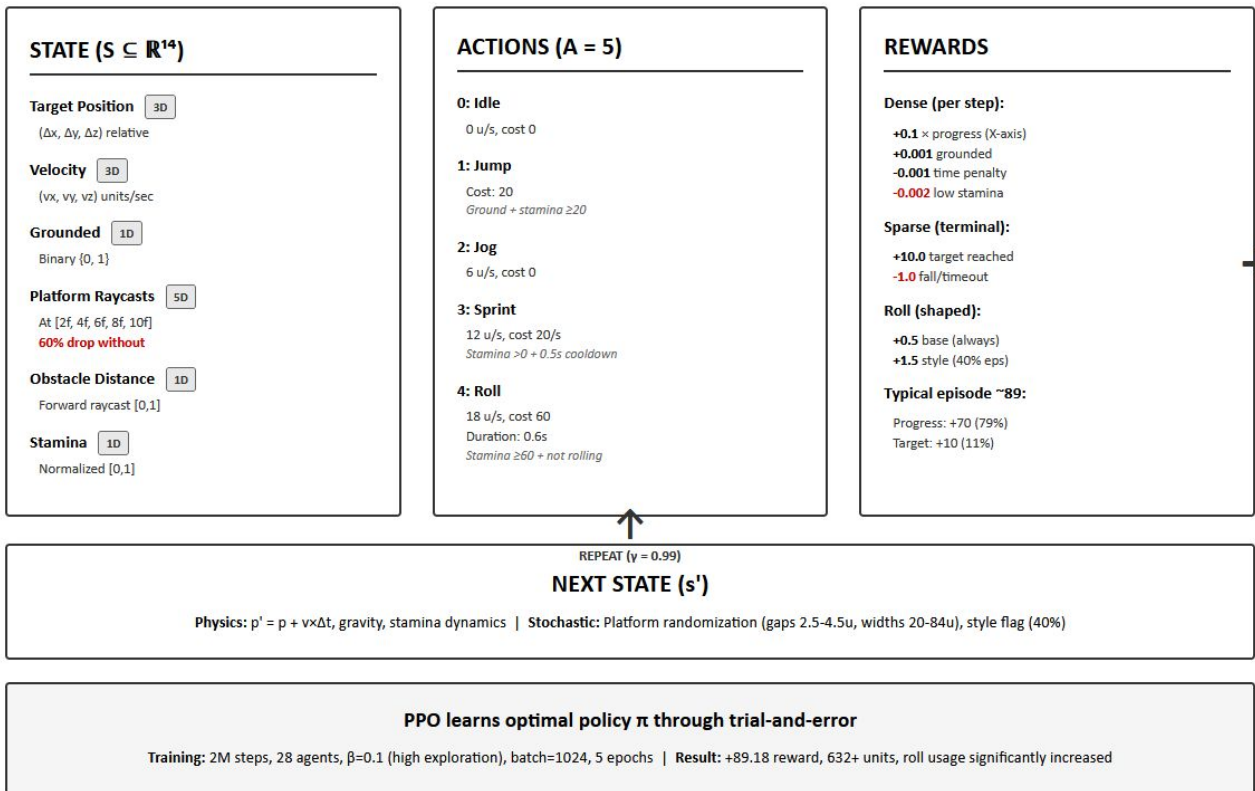 STATE (S ⊆ ℝ¹⁴)
Target Position 3D
(Δx, Δy, Δz) relative
Velocity 3D
(vx, vy, vz) units/sec
Grounded 1D
Binary {0, 1}
Platform Raycasts 5D
At [2f, 4f, 6f, 8f, 10f]
60% drop without
Obstacle Distance 1D
Forward raycast [0,1]
Stamina 1D
Normalized [0,1]
ACTIONS (A = 5)
0: Idle
0 u/s, cost 0
1: Jump
Cost: 20
Ground + stamina ≥20
2: Jog
6 u/s, cost 0
3: Sprint
12 u/s, cost 20/s
Stamina >0 + 0.5s cooldown
4: Roll
18 u/s, cost 60
Duration: 0.6s
Stamina ≥60 + not rolling
REWARDS
Dense (per step):
+0.1 × progress (X-axis)
+0.001 grounded
-0.001 time penalty
-0.002 low stamina
Sparse (terminal):
+10.0 target reached
-1.0 fall/timeout
Roll (shaped):
+0.5 base (always)
+1.5 style (40% eps)
Typical episode ~89:
Progress: +70 (79%)
Target: +10 (11%)
REPEAT (γ = 0.99)
NEXT STATE (s')
Physics: p' = p + v×Δt, gravity, stamina dynamics | Stochastic: Platform randomization (gaps 2.5-4.5u, widths 20-84u), style flag (40%)
PPO learns optimal policy π through trial-and-error
Training: 2M steps, 28 agents, β=0.1 (high exploration), batch=1024, 5 epochs | Result: +89.18 reward, 632+ units, roll usage significantly increased